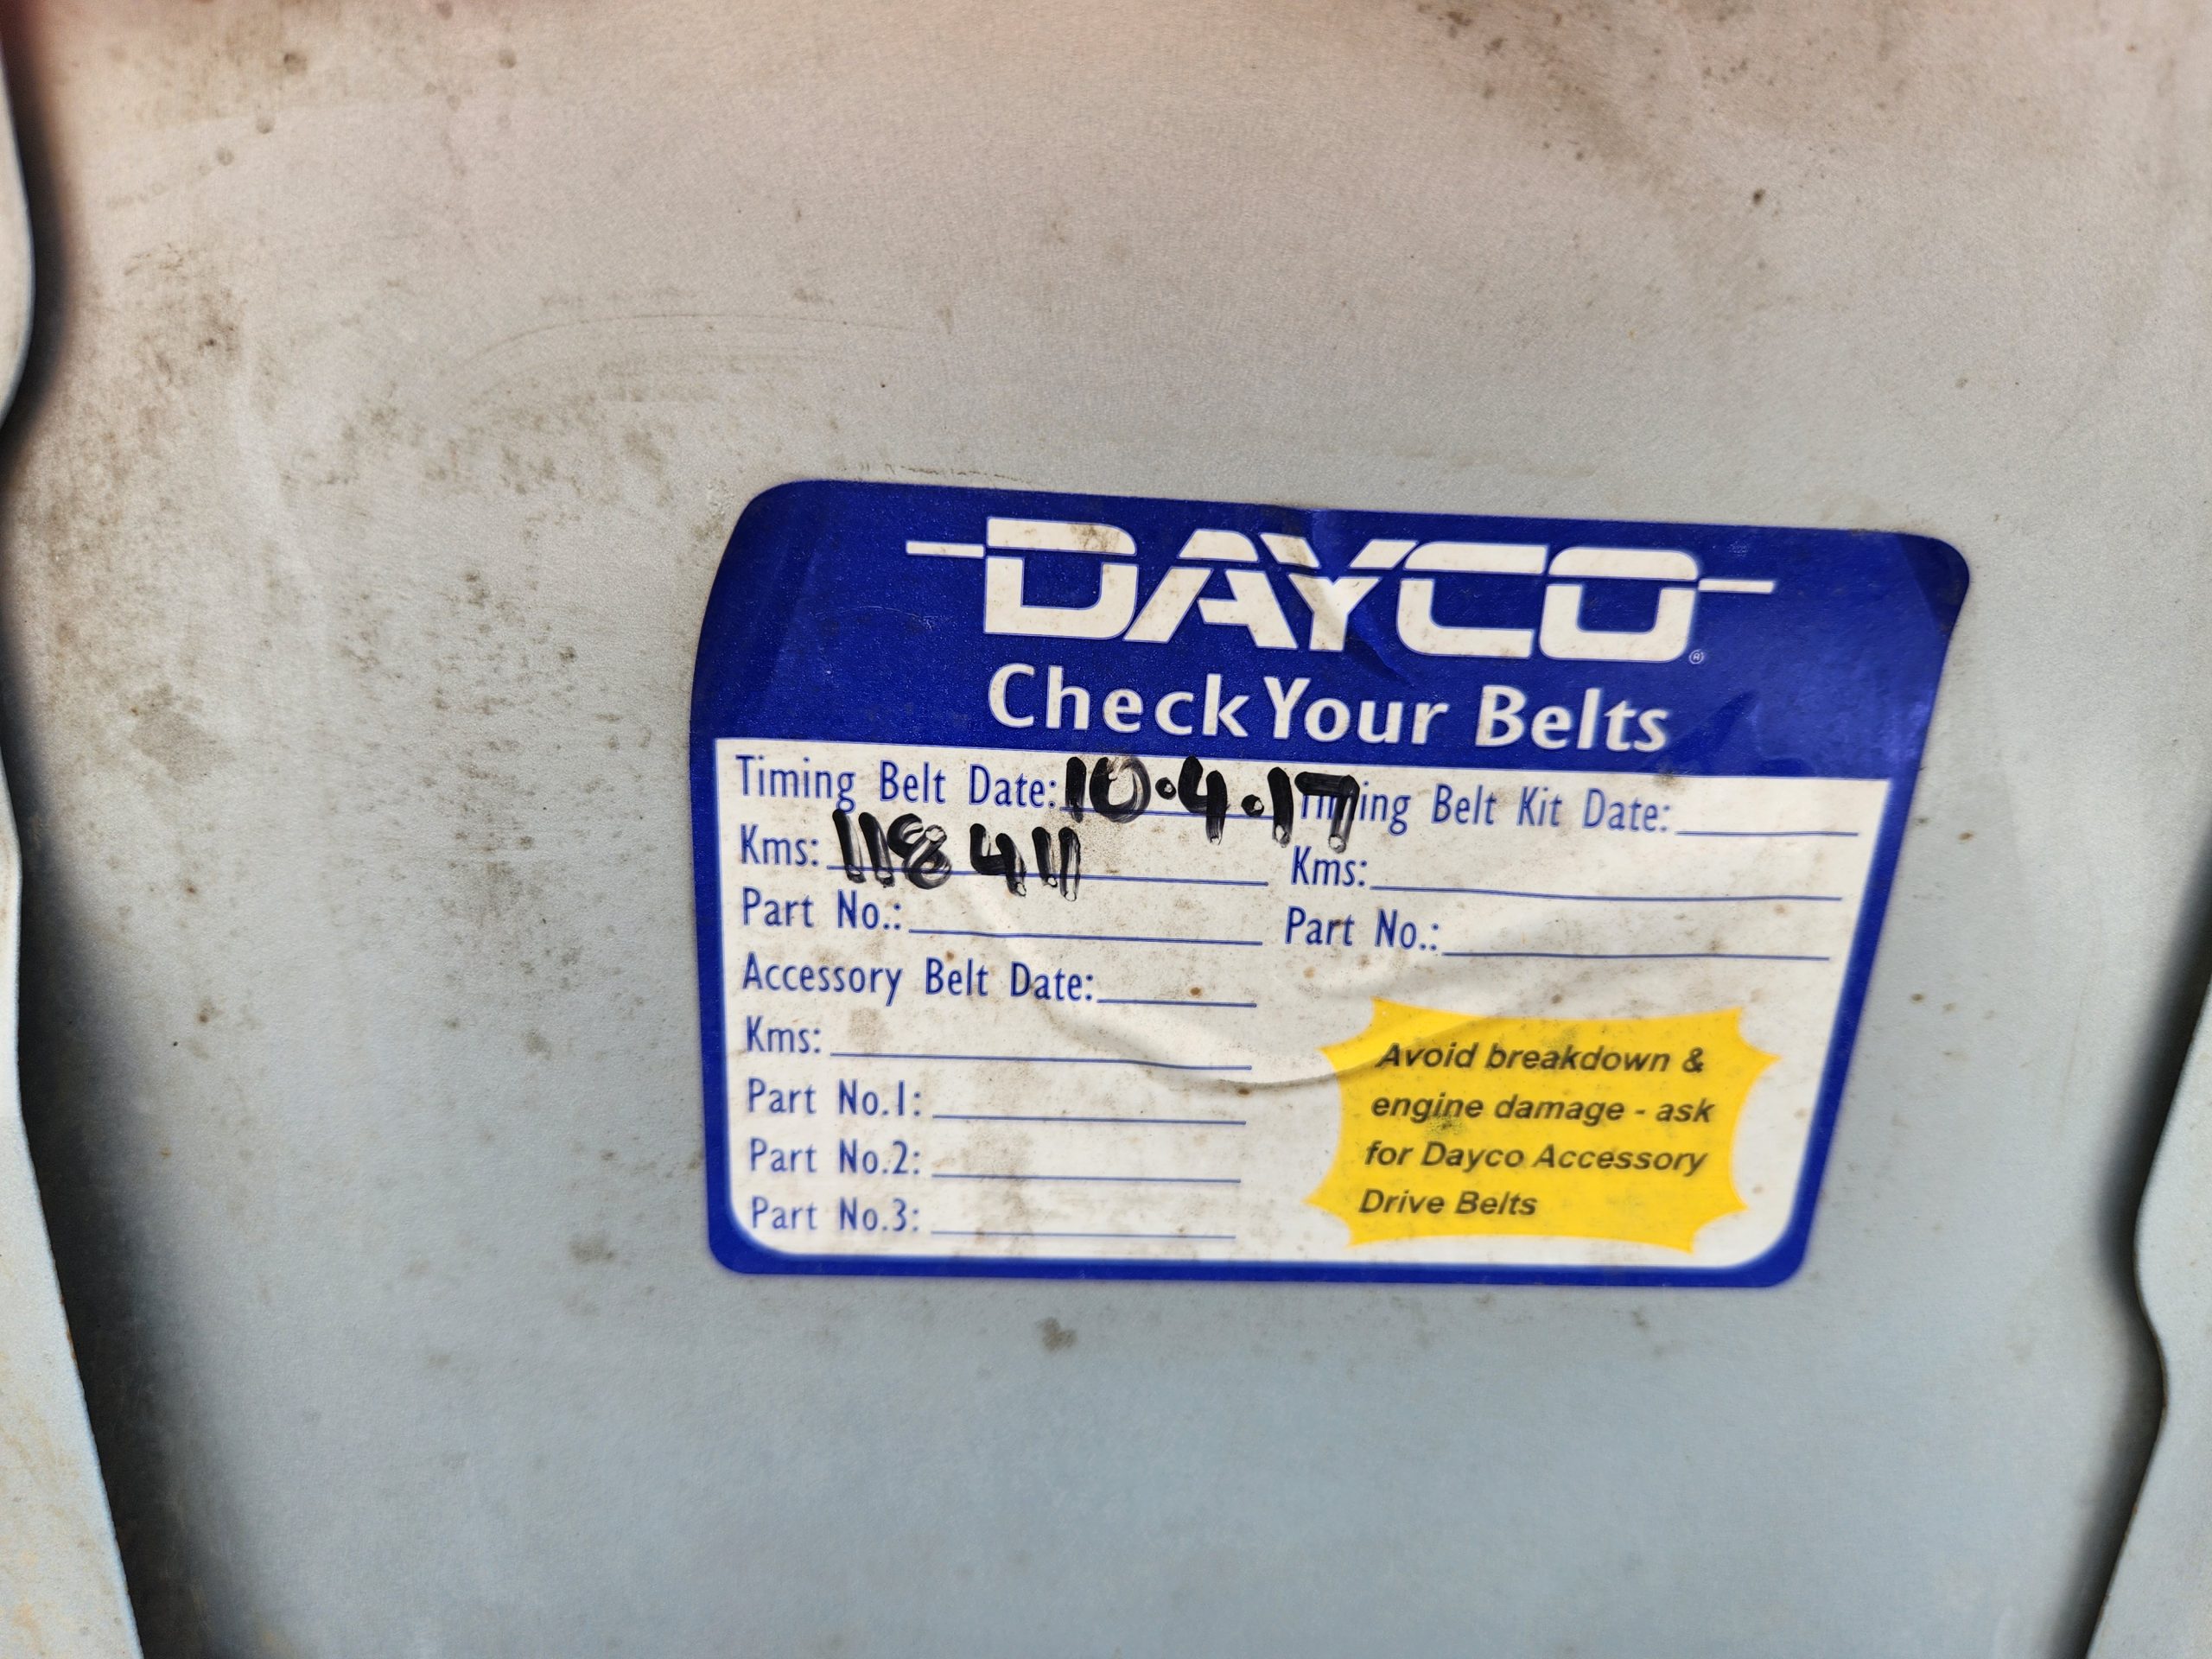 DAYCO®
Check Your Belts
Timing Belt Date: 10.4.17 Timing Belt Kit Date:
Kms: 118 411 Kms:
Part No.: Part No.:
Accessory Belt Date:
Kms:
Part No.1:
Part No.2:
Part No.3:
Avoid breakdown &
engine damage - ask
for Dayco Accessory
Drive Belts